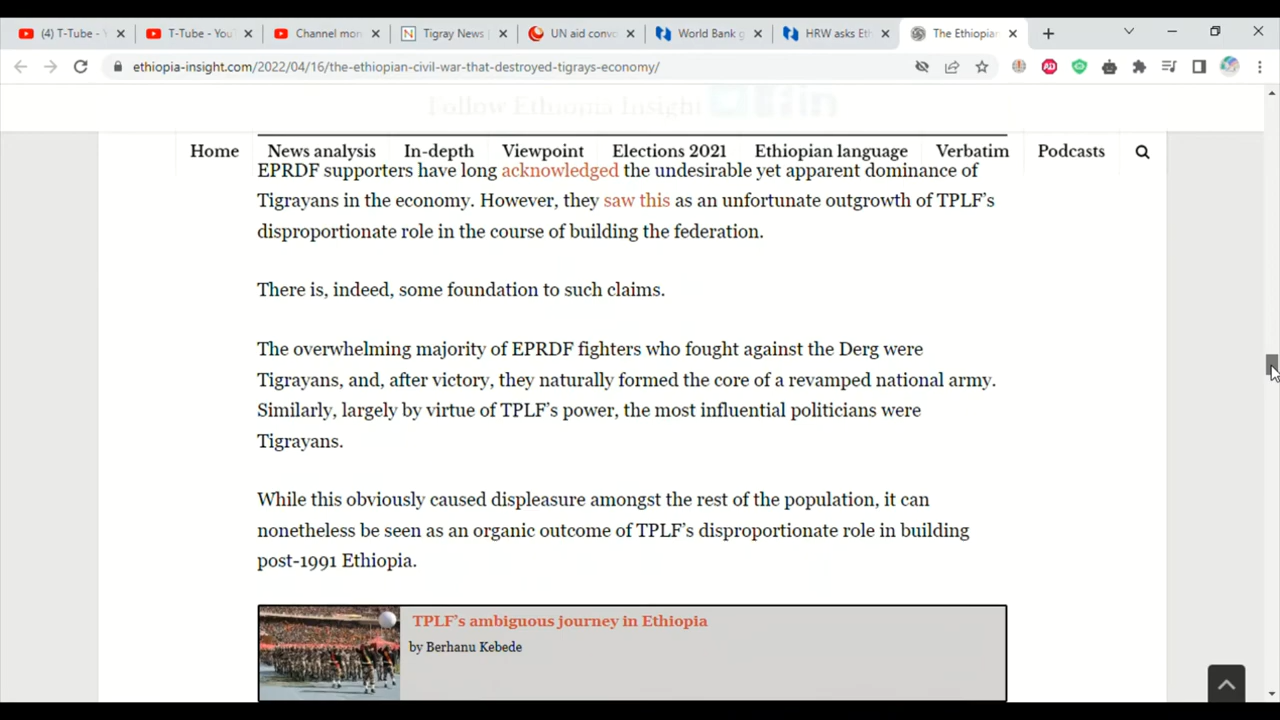 (4) T-Tube -
T-Tube - You
Channel mon
Tigray News
UN aid conv
World Bank g
HRW asks Eth
The Ethiopian
ethiopia-insight.com/2022/04/16/the-ethiopian-civil-war-that-destroyed-tigrays-economy/
Follow Ethiopia Insight
Home News analysis In-depth Viewpoint Elections 2021 Ethiopian language Verbatim Podcasts
EPRDF supporters have long acknowledged the undesirable yet apparent dominance of
Tigrayans in the economy. However, they saw this as an unfortunate outgrowth of TPLF's
disproportionate role in the course of building the federation.
There is, indeed, some foundation to such claims.
The overwhelming majority of EPRDF fighters who fought against the Derg were
Tigrayans, and, after victory, they naturally formed the core of a revamped national army.
Similarly, largely by virtue of TPLF's power, the most influential politicians were
Tigrayans.
While this obviously caused displeasure amongst the rest of the population, it can
nonetheless be seen as an organic outcome of TPLF's disproportionate role in building
post-1991 Ethiopia.
TPLF's ambiguous journey in Ethiopia
by Berhanu Kebede